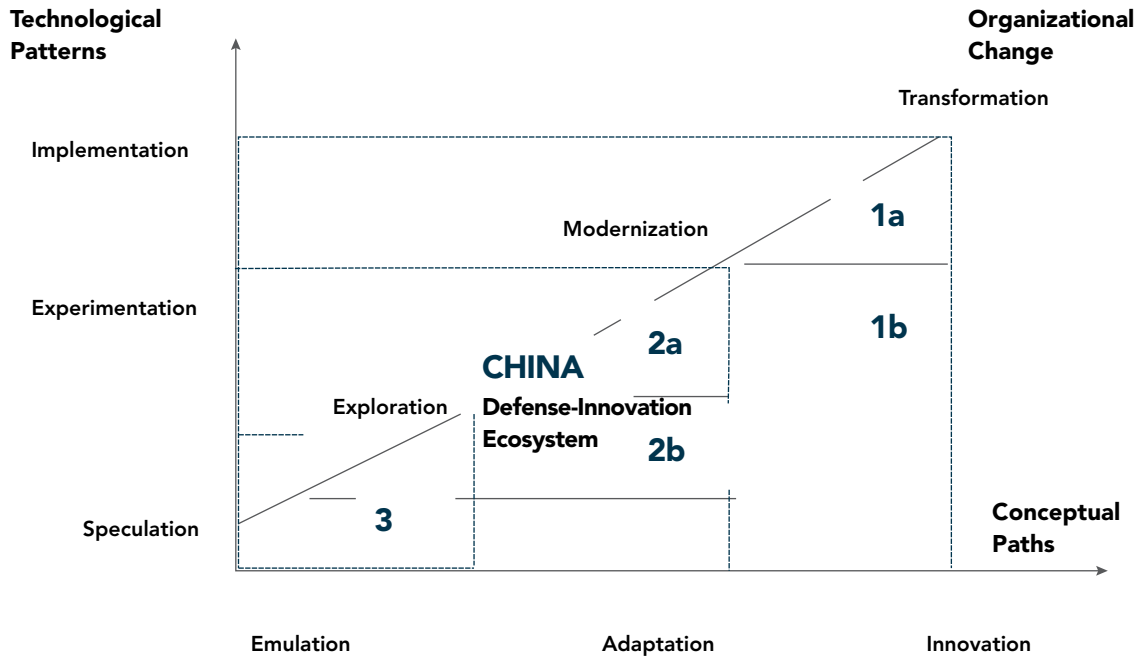 Technological
Patterns
Organizational
Change
Transformation
Implementation
1a
Modernization
Experimentation
1b
2a
CHINA
Exploration
Defense-Innovation
Ecosystem
2b
3
Speculation
Conceptual
Paths
Emulation
Adaptation
Innovation